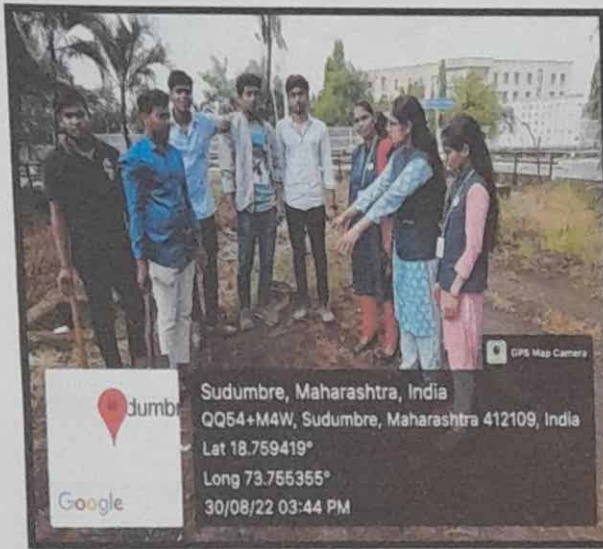 GPS Map Camera
dumbr
Google
Sudumbre, Maharashtra, India
QQ54+M4W, Sudumbre, Maharashtra 412109, India
Lat 18.759419°
Long 73.755355°
30/08/22 03:44 PM